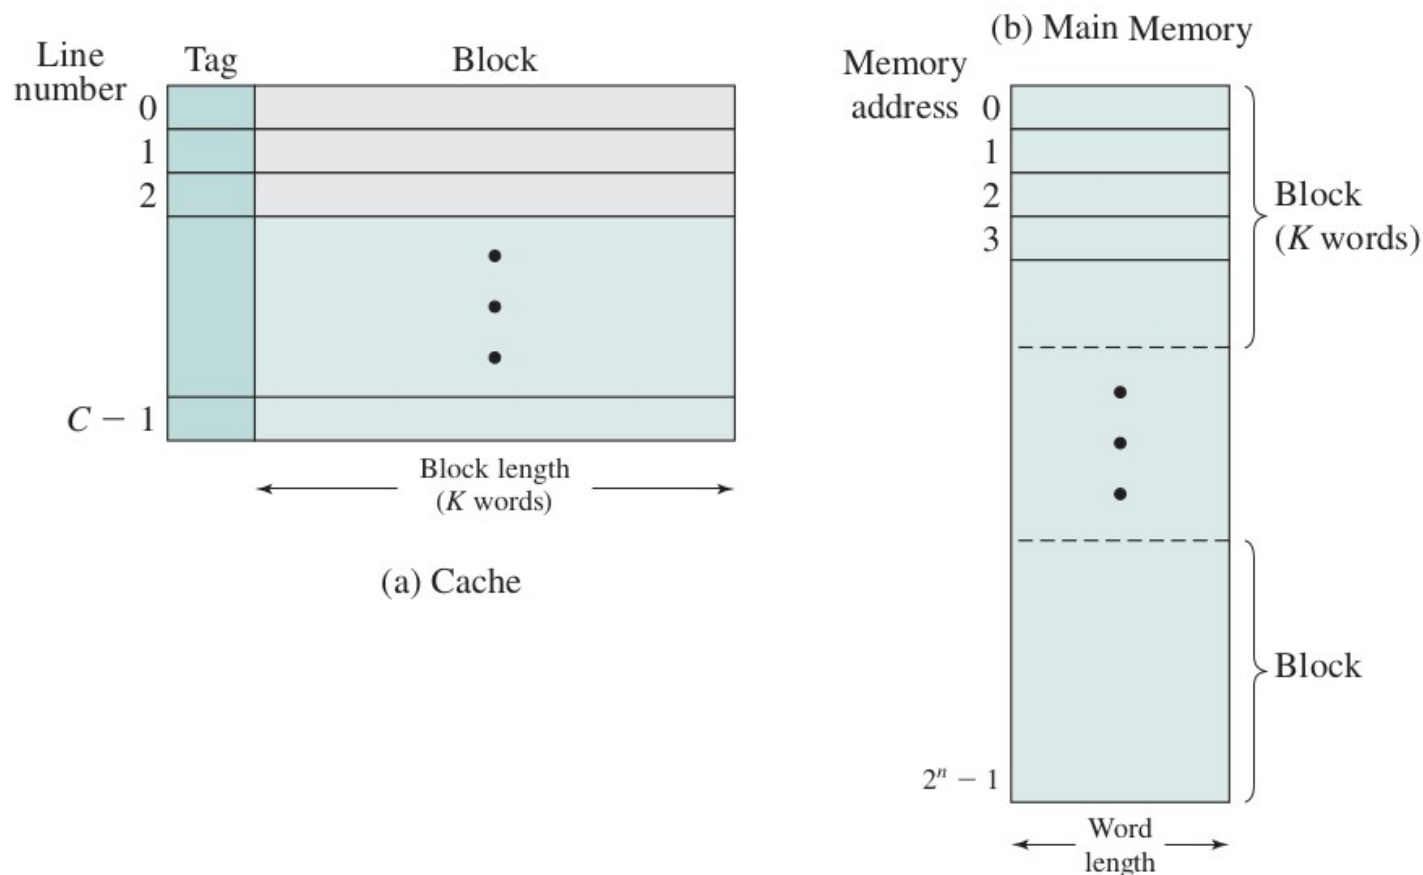 Line
number
Tag
Block
0
1
2
C − 1
Block length
(K words)
(a) Cache
(b) Main Memory
Memory
address
0
1
2
3
Block
(K words)
Block
2ⁿ − 1
Word
length